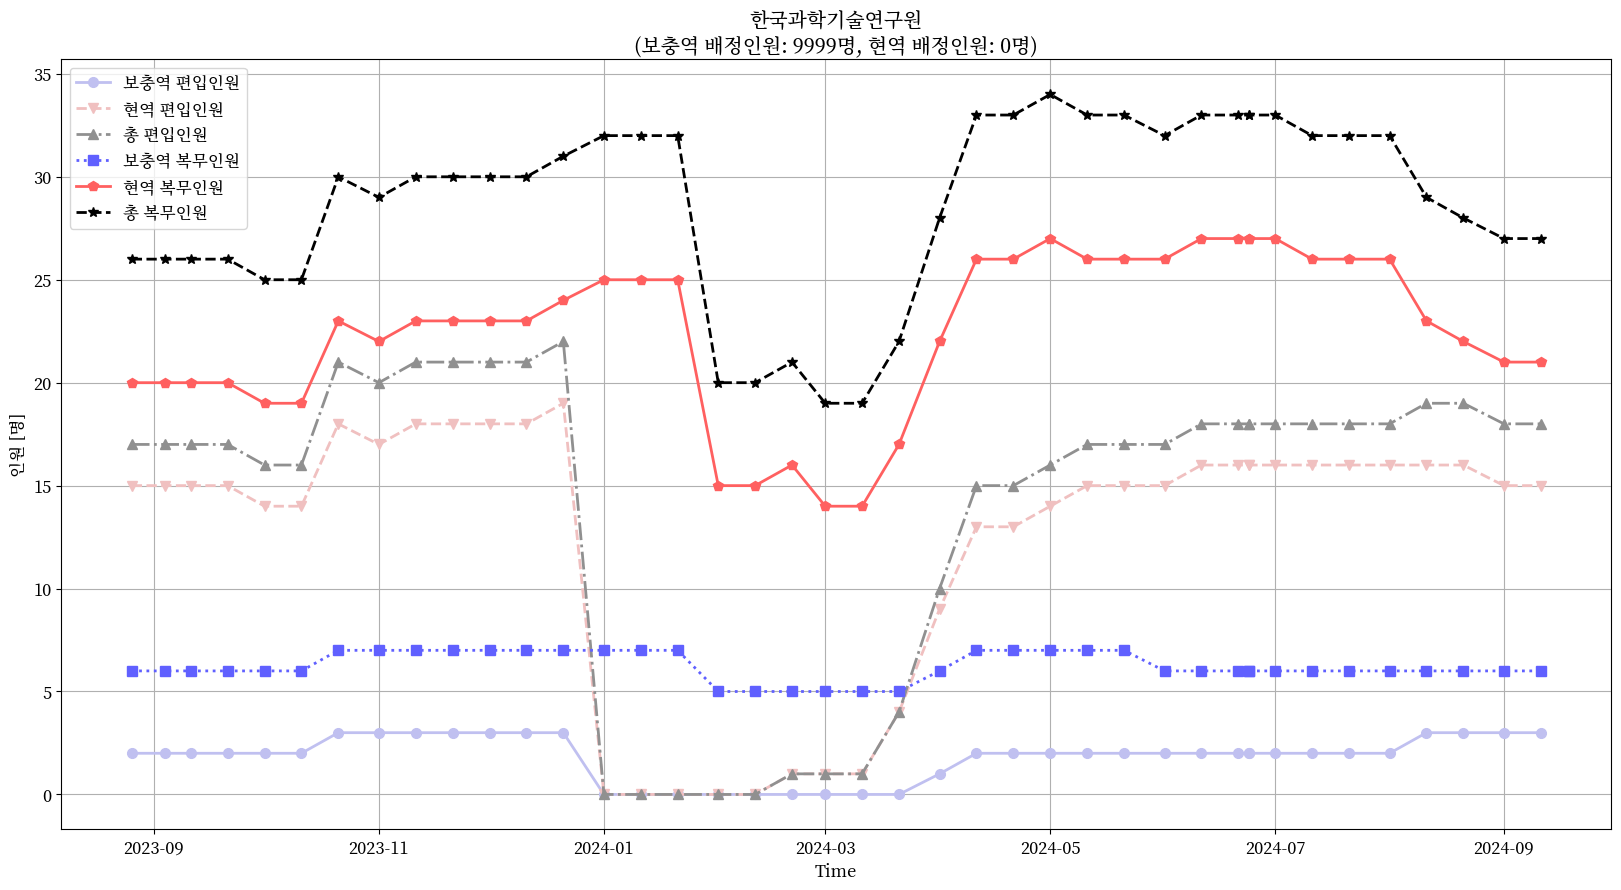 한국과학기술연구원
(보충역 배정인원: 9999명, 현역 배정인원: 0명)
보충역 편입인원
현역 편입인원
총 편입인원
보충역 복무인원
현역 복무인원
총 복무인원
인원 [명]
35
30
25
20
15
10
5
0
2023-09
2023-11
2024-01
2024-03
2024-05
2024-07
2024-09
Time